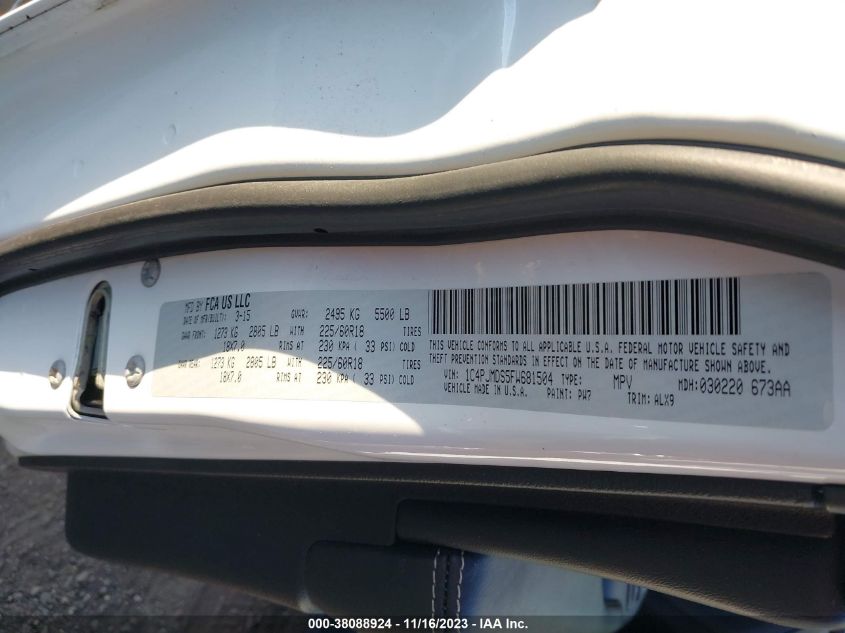 MFD BY FCA US LLC
DATE OF MFR(BUILT): 3-15 GVWR: 2495 KG 5500 LB
GAWR FRONT: 1273 KG 2805 LB WITH 225/60R18 TIRES
18X7.0 RIMS AT 230 KPA ( 33 PSI) COLD
GAWR REAR: 1273 KG 2805 LB WITH 225/60R18 TIRES
18X7.0 RIMS AT 230 KPA ( 33 PSI) COLD
THIS VEHICLE CONFORMS TO ALL APPLICABLE U.S.A. FEDERAL MOTOR VEHICLE SAFETY AND
THEFT PREVENTION STANDARDS IN EFFECT ON THE DATE OF MANUFACTURE SHOWN ABOVE.
VIN: 1C4PJMDS5FW681504 TYPE: MPV MDH:030220 673AA
MADE IN U.S.A. PAINT: PW7 TRIM: ALX9
000-38088924 - 11/16/2023 - © IAA, LLC.